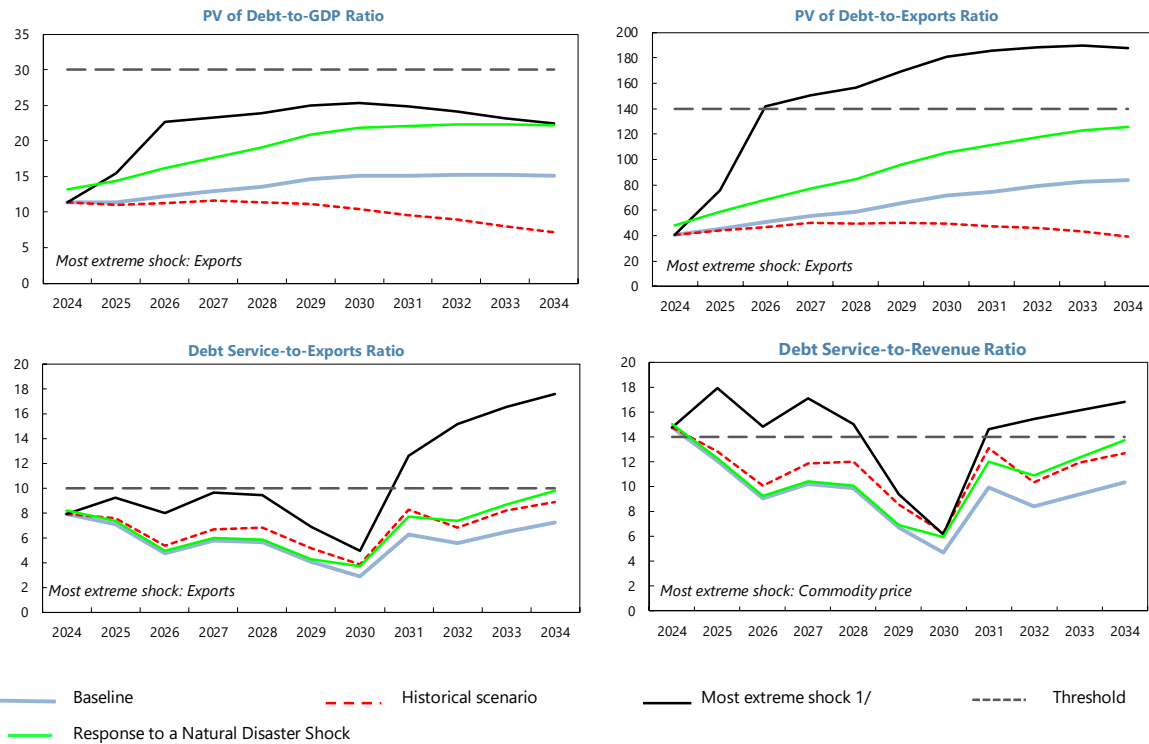 PV of Debt-to-GDP Ratio
35
30
25
20
15
10
5
0
Most extreme shock: Exports
2024 2025 2026 2027 2028 2029 2030 2031 2032 2033 2034
PV of Debt-to-Exports Ratio
200
180
160
140
120
100
80
60
40
20
0
Most extreme shock: Exports
2024 2025 2026 2027 2028 2029 2030 2031 2032 2033 2034
Debt Service-to-Exports Ratio
20
18
16
14
12
10
8
6
4
2
0
Most extreme shock: Exports
2024 2025 2026 2027 2028 2029 2030 2031 2032 2033 2034
Debt Service-to-Revenue Ratio
20
18
16
14
12
10
8
6
4
2
0
Most extreme shock: Commodity price
2024 2025 2026 2027 2028 2029 2030 2031 2032 2033 2034
Baseline Historical scenario Most extreme shock 1/ Threshold
Response to a Natural Disaster Shock